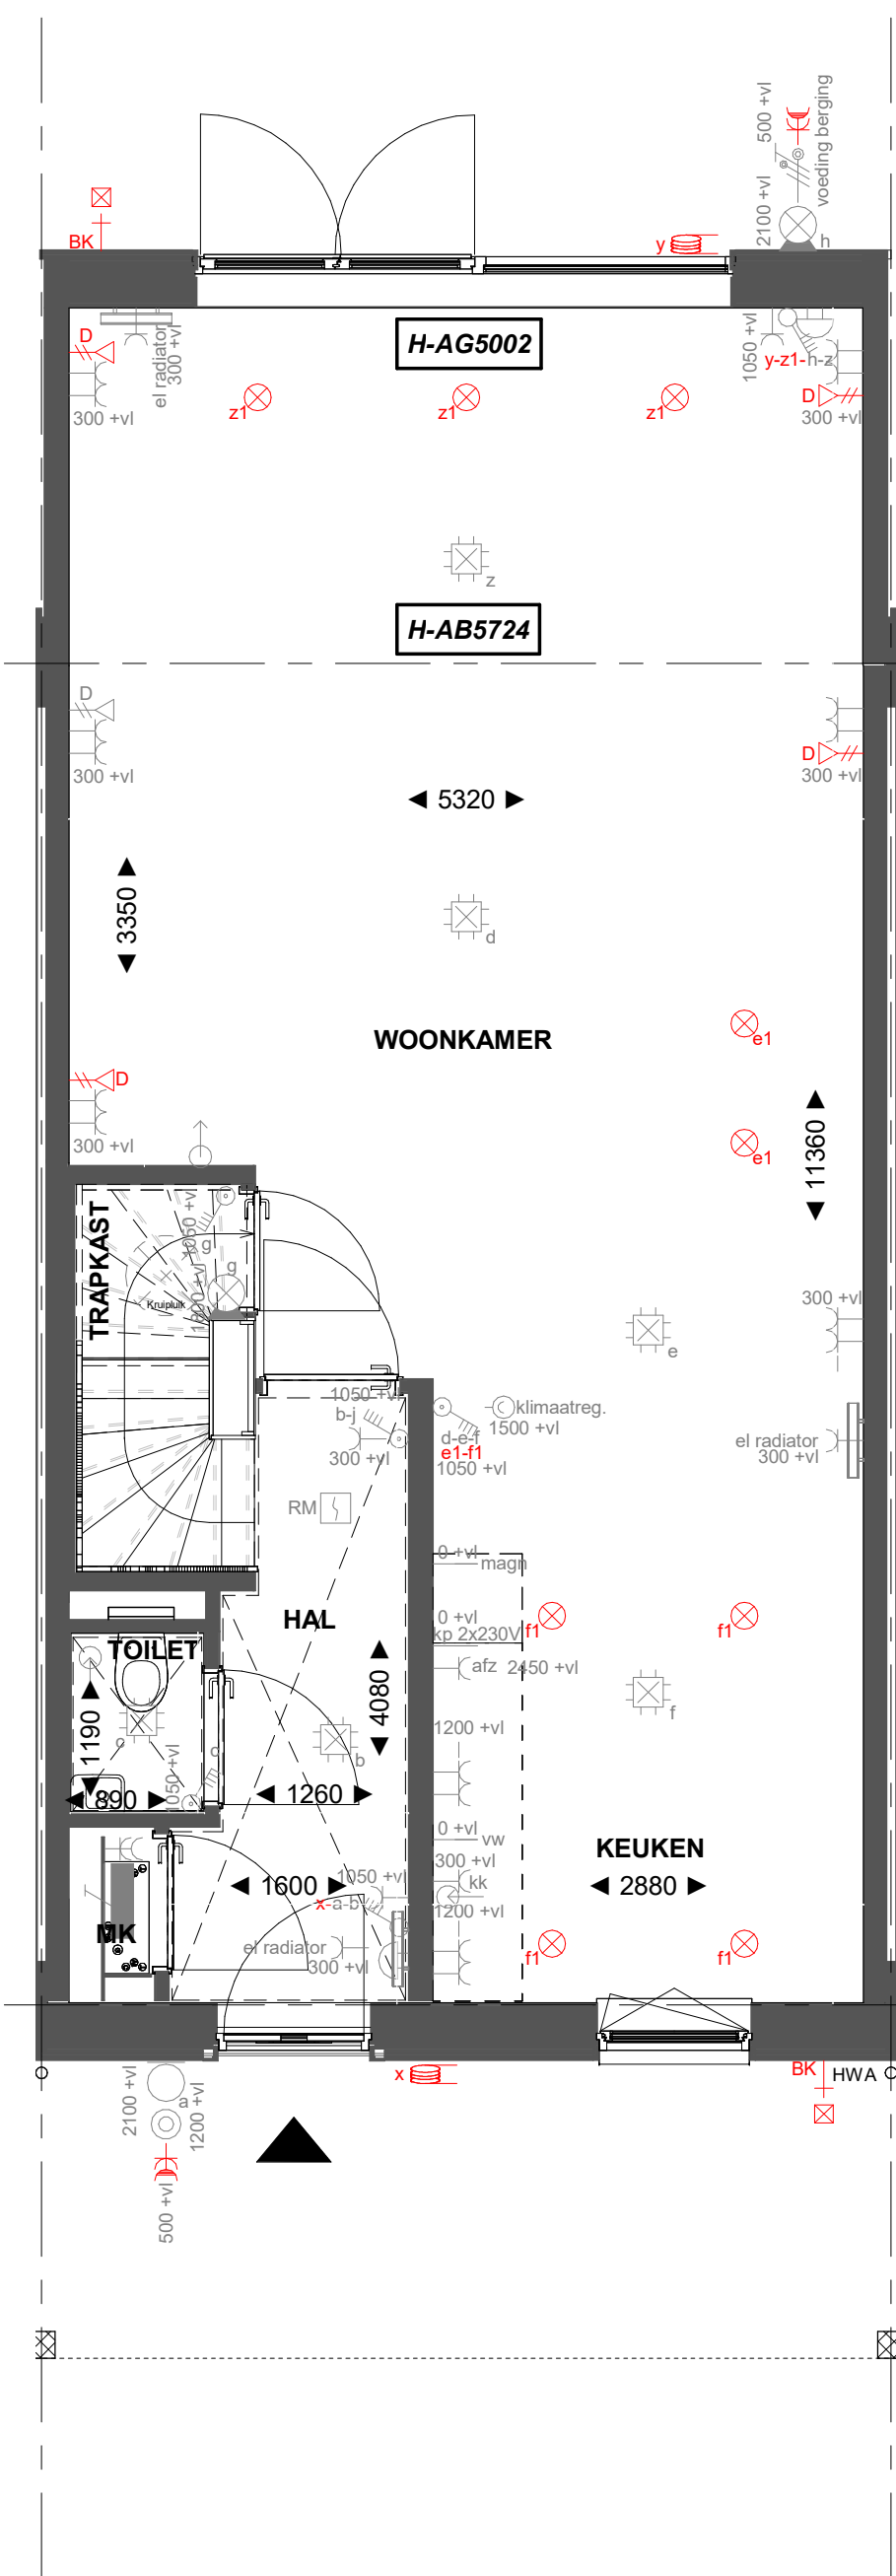 500 +vl
voeding berging
2100 +vl
h
BK
y
H-AG5002
D
el radiator
300 +vl
300 +vl
z1
z1
z1
1050 +vl
y-z1-h-z
D
300 +vl
z
H-AB5724
D
300 +vl
D
300 +vl
5320
3350
d
WOONKAMER
e1
D
300 +vl
e1
11360
TRAPKAST
1050 +vl
g
g
Kruipluik
300 +vl
e
1050 +vl
b-j
300 +vl
klimaatreg.
1500 +vl
d-e-f
e1-f1
1050 +vl
el radiator
300 +vl
RM
0 +vl
magn
HAL
0 +vl
kp 2x230V
f1
f1
TOILET
afz
2450 +vl
4080
1190
c
f
1200 +vl
b
c
1050 +vl
890
1260
0 +vl
vw
KEUKEN
300 +vl
kk
1600
1050 +vl
2880
x-a-b
1200 +vl
MK
el radiator
300 +vl
f1
f1
x
BK
HWA
2100 +vl
a
1200 +vl
500 +vl